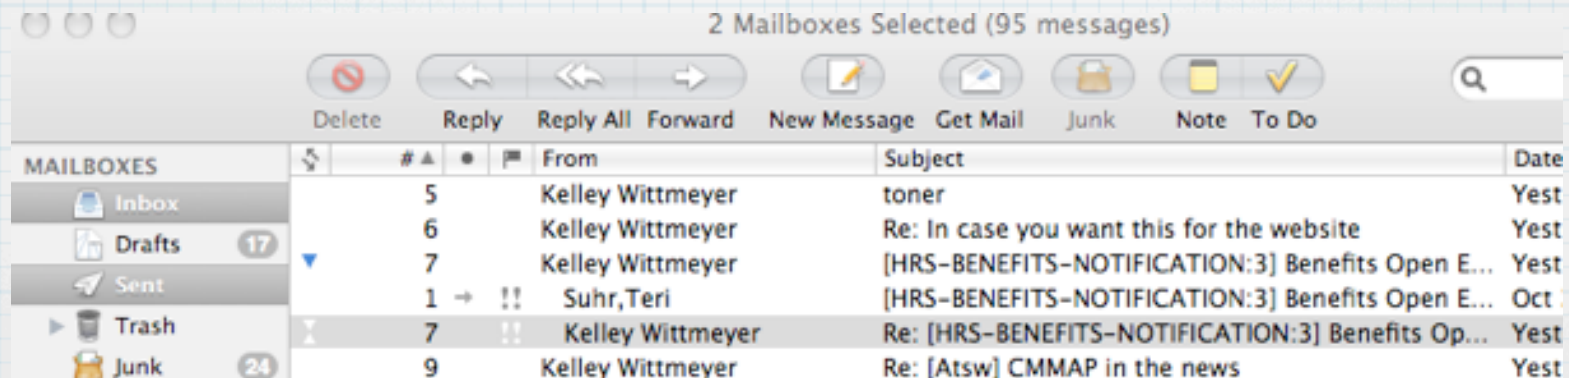 2 Mailboxes Selected (95 messages)
Delete Reply Reply All Forward New Message Get Mail Junk Note To Do
MAILBOXES
Inbox
Drafts 17
Sent
Trash
Junk 24
# From Subject Date
5 Kelley Wittmeyer toner Yest
6 Kelley Wittmeyer Re: In case you want this for the website Yest
7 Kelley Wittmeyer [HRS-BENEFITS-NOTIFICATION:3] Benefits Open E... Yest
1 Suhr,Teri [HRS-BENEFITS-NOTIFICATION:3] Benefits Open E... Oct
7 Kelley Wittmeyer Re: [HRS-BENEFITS-NOTIFICATION:3] Benefits Op... Yest
9 Kelley Wittmeyer Re: [Atsw] CMMAP in the news Yest